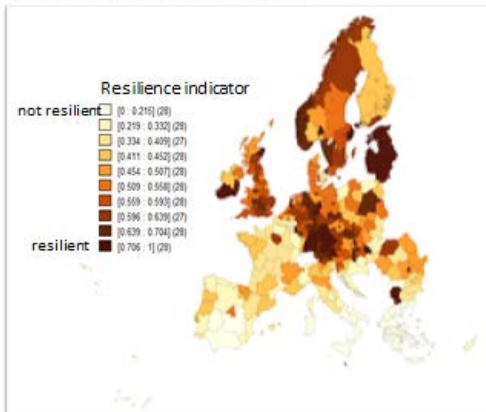 Resilience indicator
not resilient
[0 : 0.215] (28)
[0.219 : 0.332] (28)
[0.334 : 0.409] (27)
[0.411 : 0.452] (28)
[0.454 : 0.507] (28)
[0.509 : 0.558] (28)
[0.559 : 0.593] (28)
[0.596 : 0.639] (27)
[0.639 : 0.704] (28)
resilient
[0.706 : 1] (28)